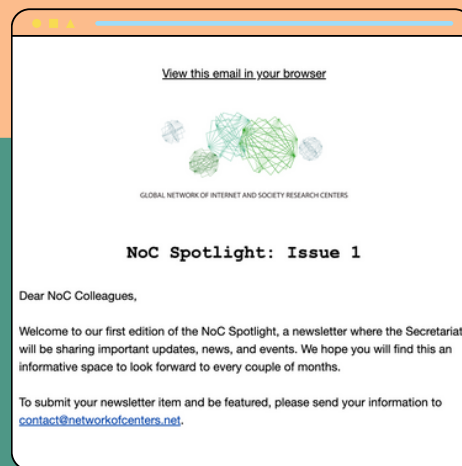 View this email in your browser
GLOBAL NETWORK OF INTERNET AND SOCIETY RESEARCH CENTERS
NoC Spotlight: Issue 1
Dear NoC Colleagues,
Welcome to our first edition of the NoC Spotlight, a newsletter where the Secretariat
will be sharing important updates, news, and events. We hope you will find this an
informative space to look forward to every couple of months.
To submit your newsletter item and be featured, please send your information to
contact@networkofcenters.net.